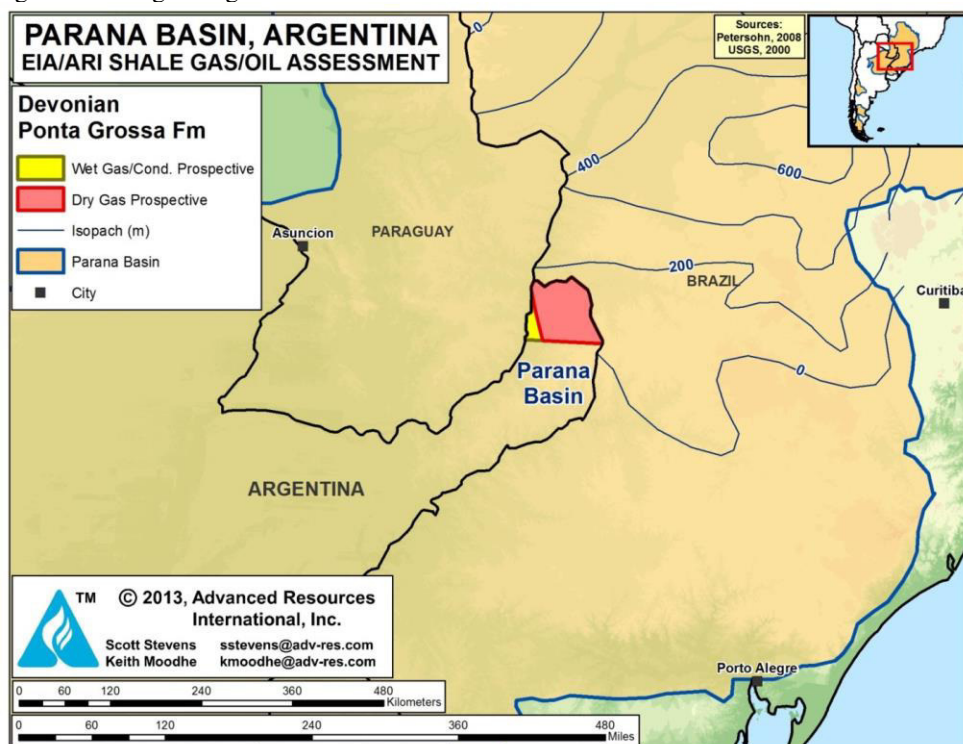 PARANA BASIN, ARGENTINA
EIA/ARI SHALE GAS/OIL ASSESSMENT
Sources:
Petersohn, 2008
USGS, 2000
Devonian
Ponta Grossa Fm
Wet Gas/Cond. Prospective
Dry Gas Prospective
Isopach (m)
Parana Basin
City
0
400
600
Asuncion
PARAGUAY
200
BRAZIL
Curitiba
0
Parana
Basin
ARGENTINA
TM
© 2013, Advanced Resources
International, Inc.
Scott Stevens sstevens@adv-res.com
Keith Moodhe kmoodhe@adv-res.com
Porto Alegre
0 60 120 240 360 480
Kilometers
0 60 120 240 360 480
Miles